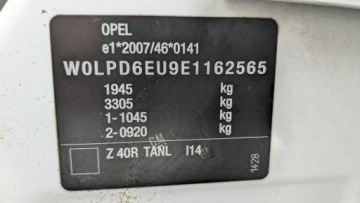 OPEL
e1*2007/46*0141
W0LPD6EU9E1162565
1945 kg
3305 kg
1-1045 kg
2-0920 kg
Z 40R TANL I14
1428
GM